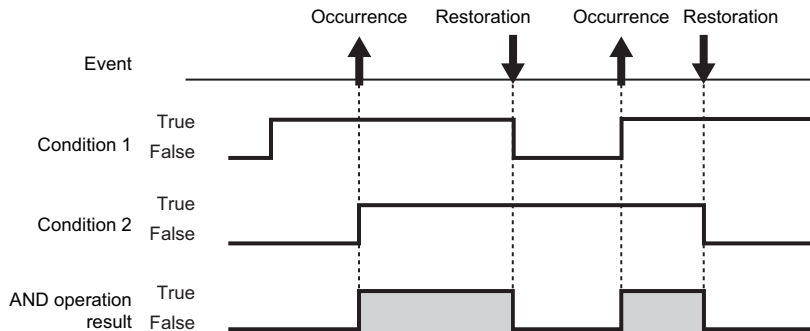 Occurrence Restoration Occurrence Restoration
Event
True
Condition 1
False
True
Condition 2
False
AND operation
result
True
False